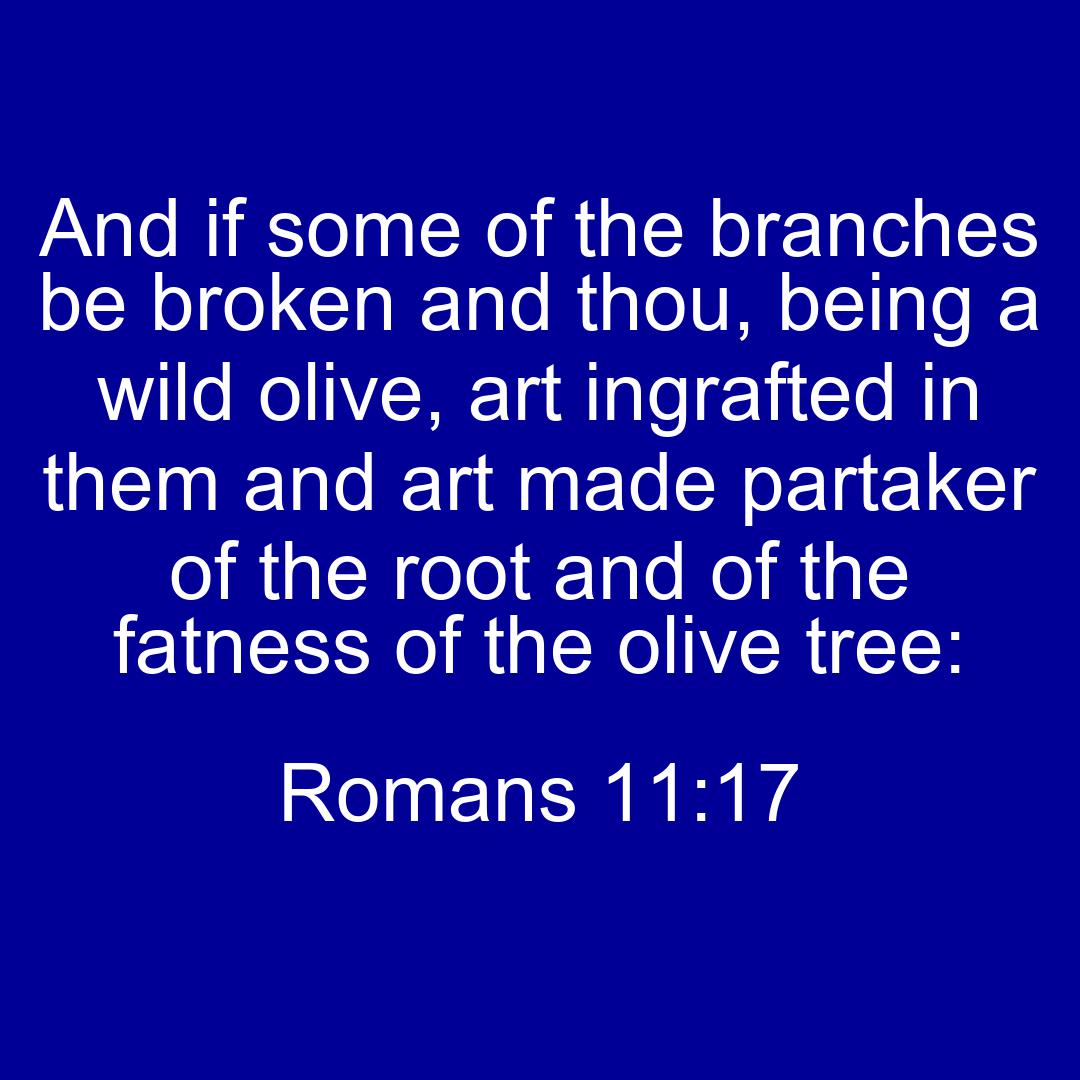 And if some of the branches
be broken and thou, being a
wild olive, art ingrafted in
them and art made partaker
of the root and of the
fatness of the olive tree:
Romans 11:17